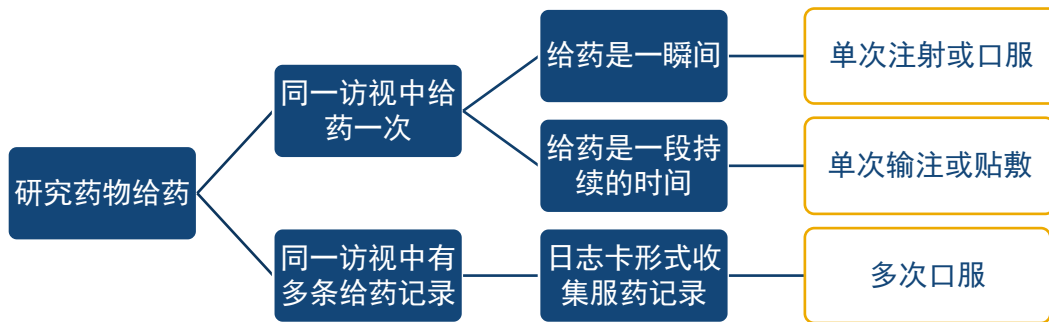 研究药物给药
同一访视中给
药一次
给药是一瞬间
单次注射或口服
给药是一段持
续的时间
单次输注或贴敷
同一访视中有
多条给药记录
日志卡形式收
集服药记录
多次口服